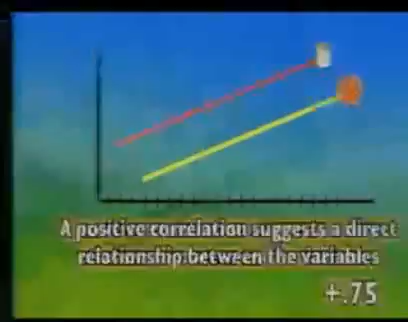 A positive correlation suggests a direct
relationship between the variables
+.75